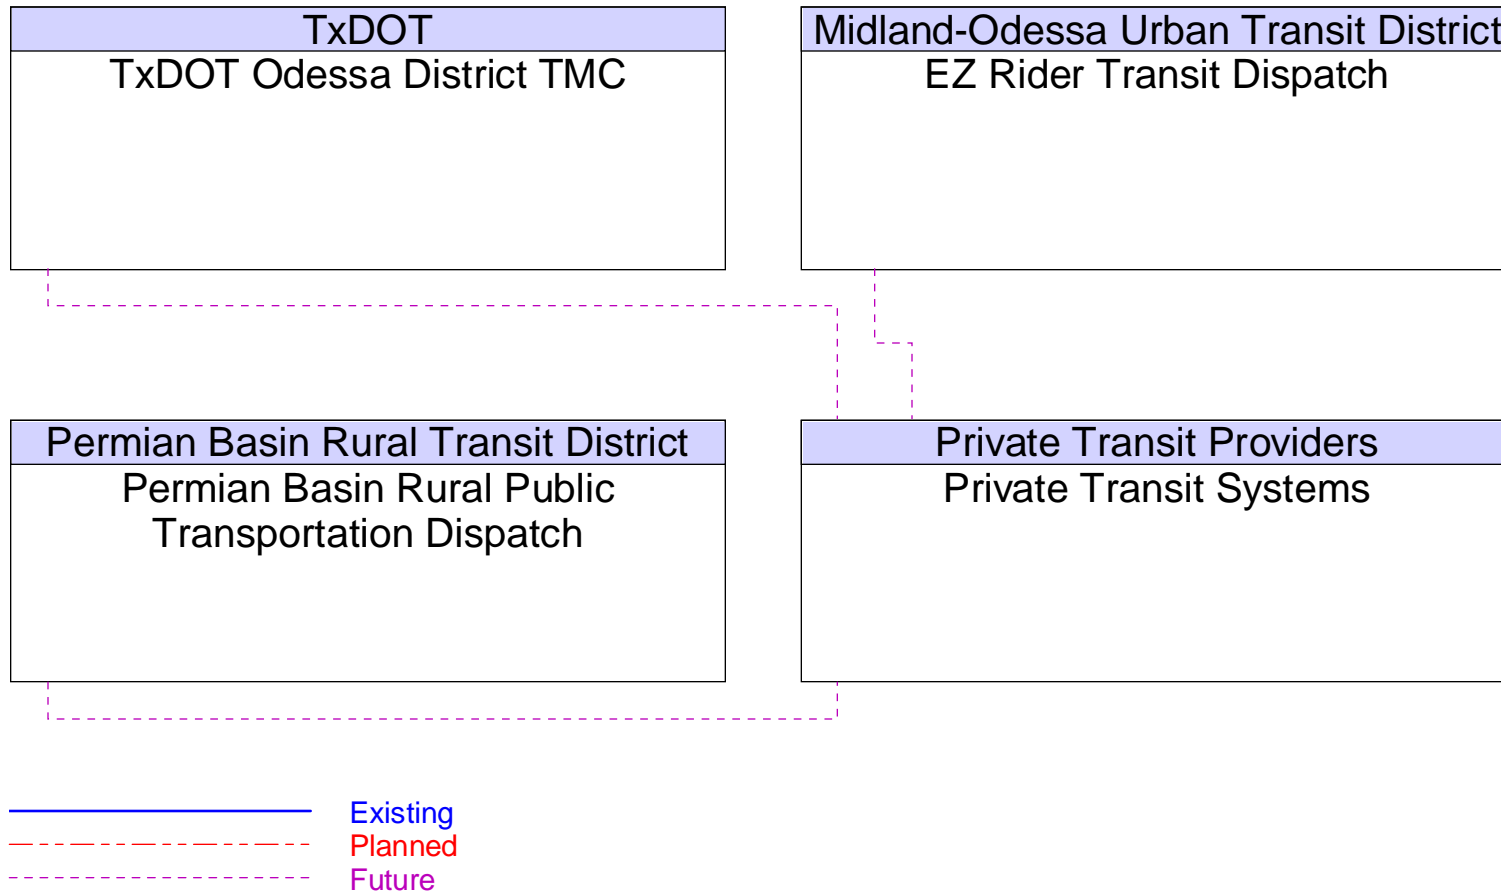 TxDOT
TxDOT Odessa District TMC
Midland-Odessa Urban Transit District
EZ Rider Transit Dispatch
Permian Basin Rural Transit District
Permian Basin Rural Public
Transportation Dispatch
Private Transit Providers
Private Transit Systems
Existing
Planned
Future